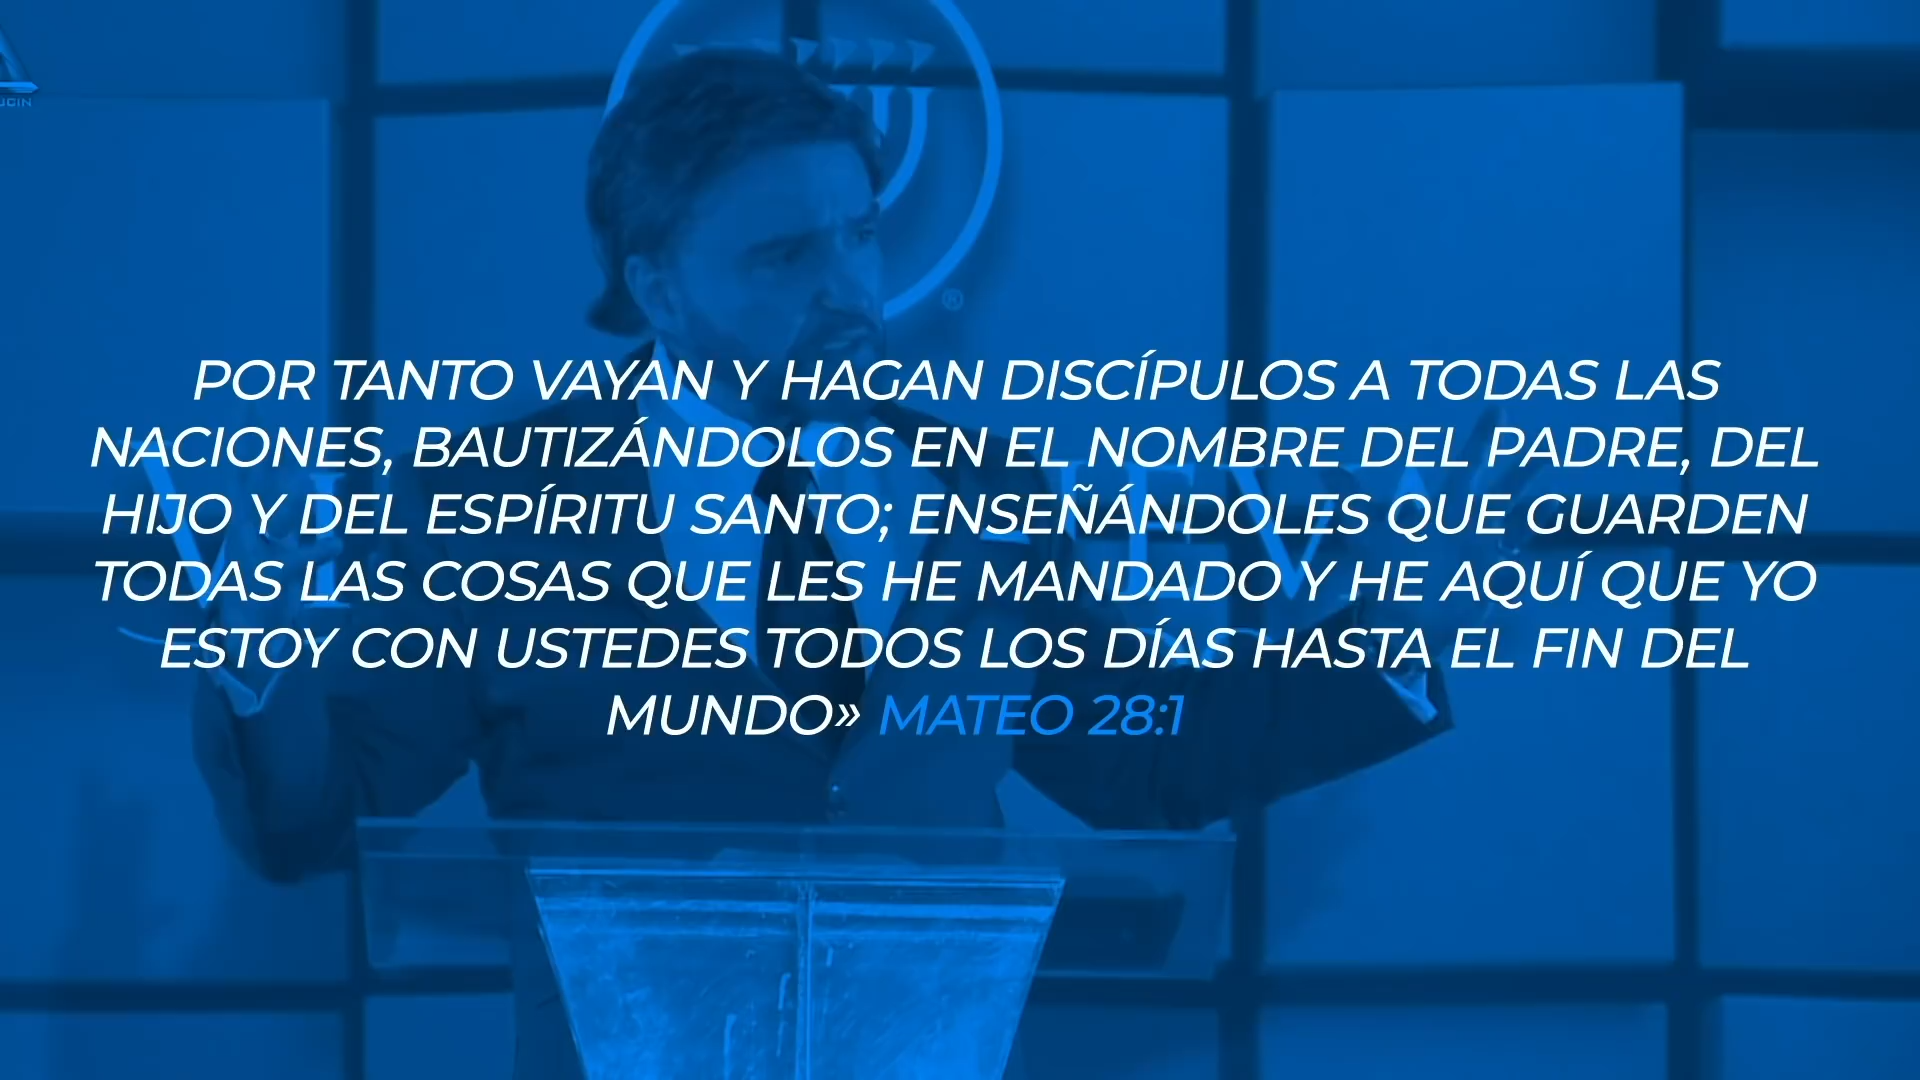 UCIN
®
POR TANTO VAYAN Y HAGAN DISCÍPULOS A TODAS LAS
NACIONES, BAUTIZÁNDOLOS EN EL NOMBRE DEL PADRE, DEL
HIJO Y DEL ESPÍRITU SANTO; ENSEÑÁNDOLES QUE GUARDEN
TODAS LAS COSAS QUE LES HE MANDADO Y HE AQUÍ QUE YO
ESTOY CON USTEDES TODOS LOS DÍAS HASTA EL FIN DEL
MUNDO» MATEO 28:1